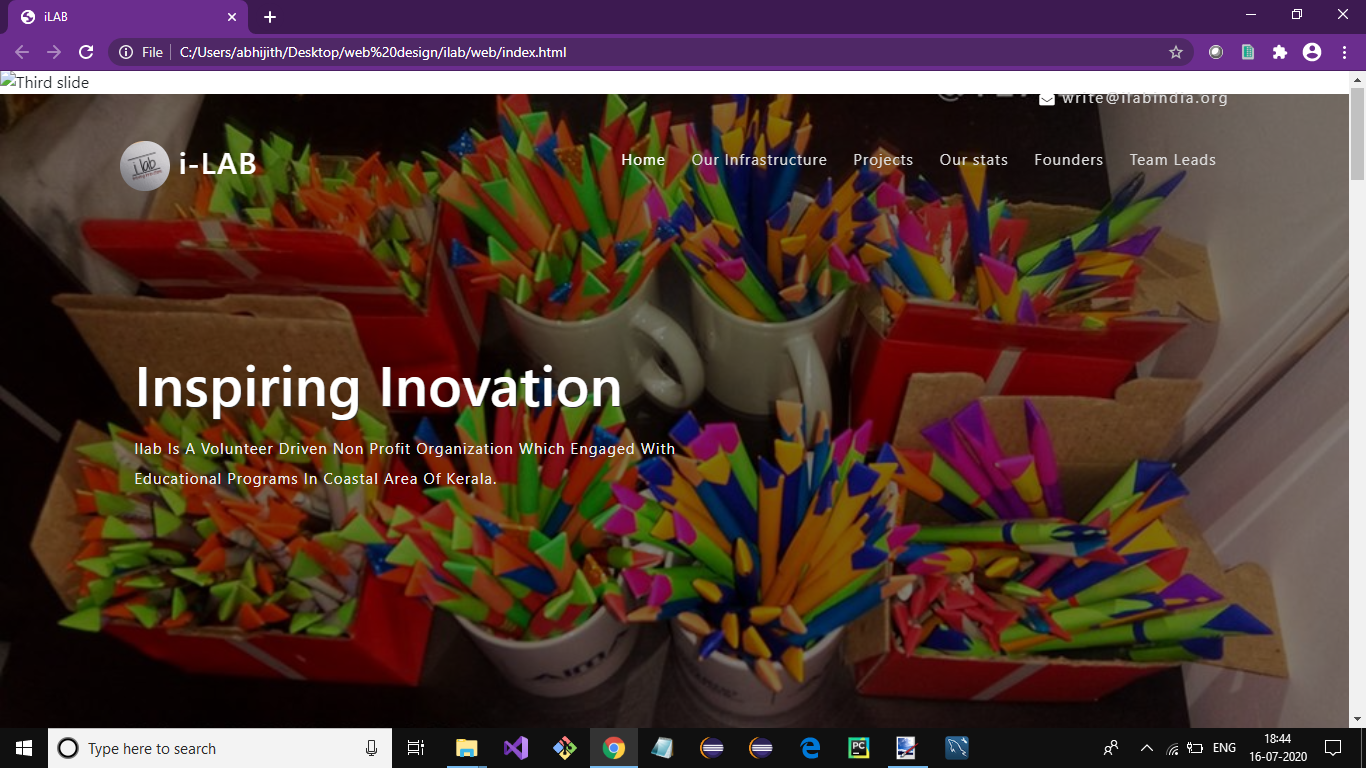 iLAB
File
C:/Users/abhijith/Desktop/web%20design/ilab/web/index.html
Third slide
write@ilabindia.org
i lab
i-LAB
Home
Our Infrastructure
Projects
Our stats
Founders
Team Leads
Inspiring Inovation
Ilab Is A Volunteer Driven Non Profit Organization Which Engaged With
Educational Programs In Coastal Area Of Kerala.
Type here to search
PC
ENG
18:44
16-07-2020